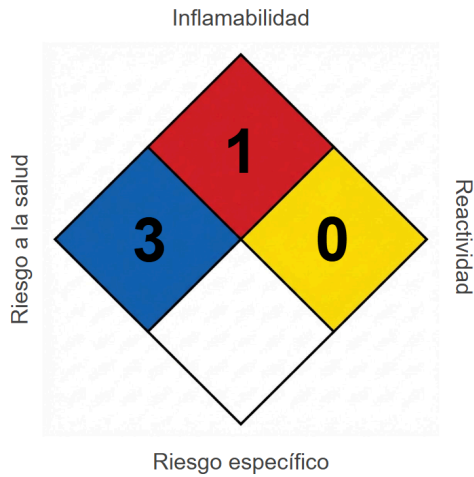 Inflamabilidad
1
Riesgo a la salud
3
0
Reactividad
Riesgo específico